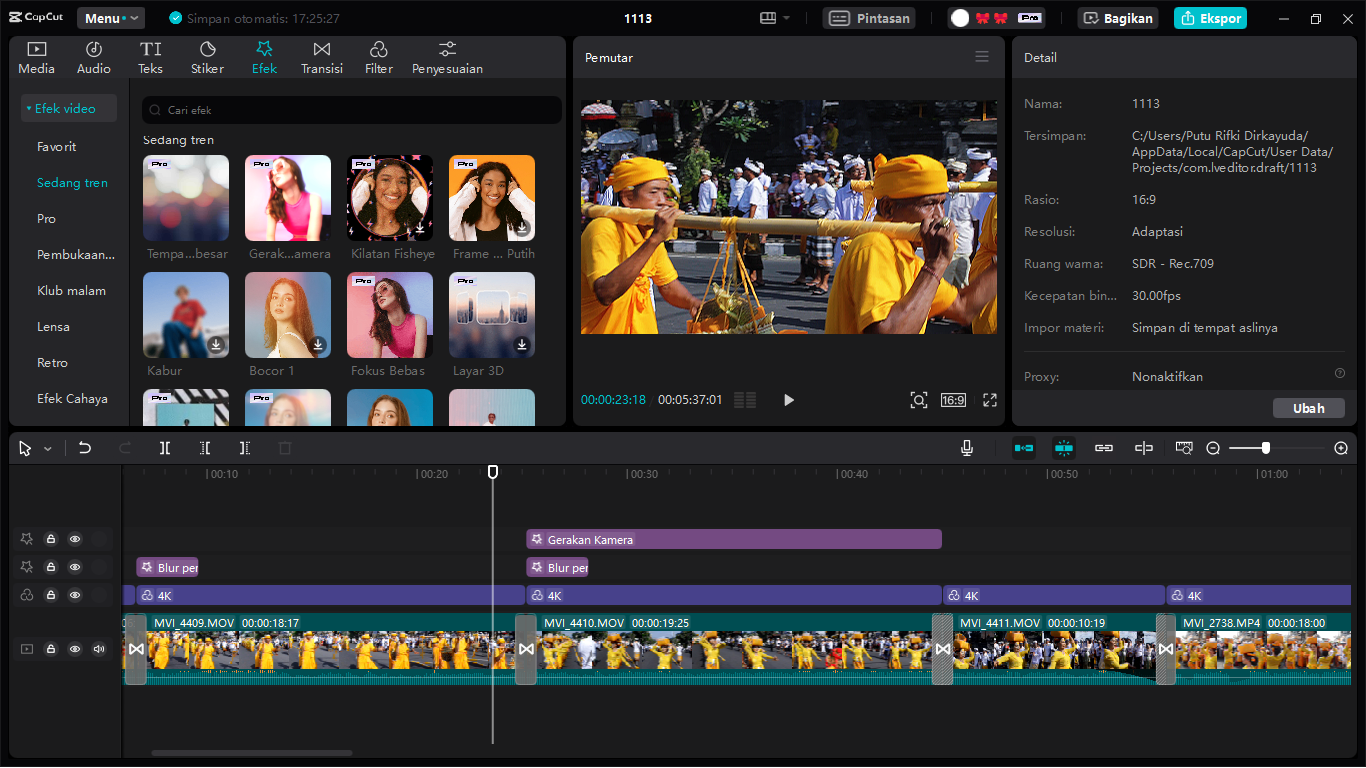 CapCut
Menu
Simpan otomatis: 17:25:27
1113
Pintasan
Pro
Bagikan
Ekspor
Media
Audio
Teks
Stiker
Efek
Transisi
Filter
Penyesuaian
Efek video
Favorit
Sedang tren
Pro
Pembukaan...
Klub malam
Lensa
Retro
Efek Cahaya
Cari efek
Sedang tren
Pro
Pro
Pro
Pro
Tempa...besar
Gerak...amera
Kilatan Fisheye
Frame ... Putih
Pro
Pro
Kabur
Bocor 1
Fokus Bebas
Layar 3D
Pro
Pro
Pemutar
00:00:23:18
00:05:37:01
16:9
Detail
Nama:
1113
Tersimpan:
C:/Users/Putu Rifki Dirkayuda/
AppData/Local/CapCut/User Data/
Projects/com.lveditor.draft/1113
Rasio:
16:9
Resolusi:
Adaptasi
Ruang warna:
SDR - Rec.709
Kecepatan bin...
30.00fps
Impor materi:
Simpan di tempat aslinya
Proxy:
Nonaktifkan
Ubah
00:10
00:20
00:30
00:40
00:50
01:00
Gerakan Kamera
Blur per
Blur per
4K
4K
4K
4K
MVI_4409.MOV 00:00:18:17
MVI_4410.MOV 00:00:19:25
MVI_4411.MOV 00:00:10:19
MVI_2738.MP4 00:00:18:00